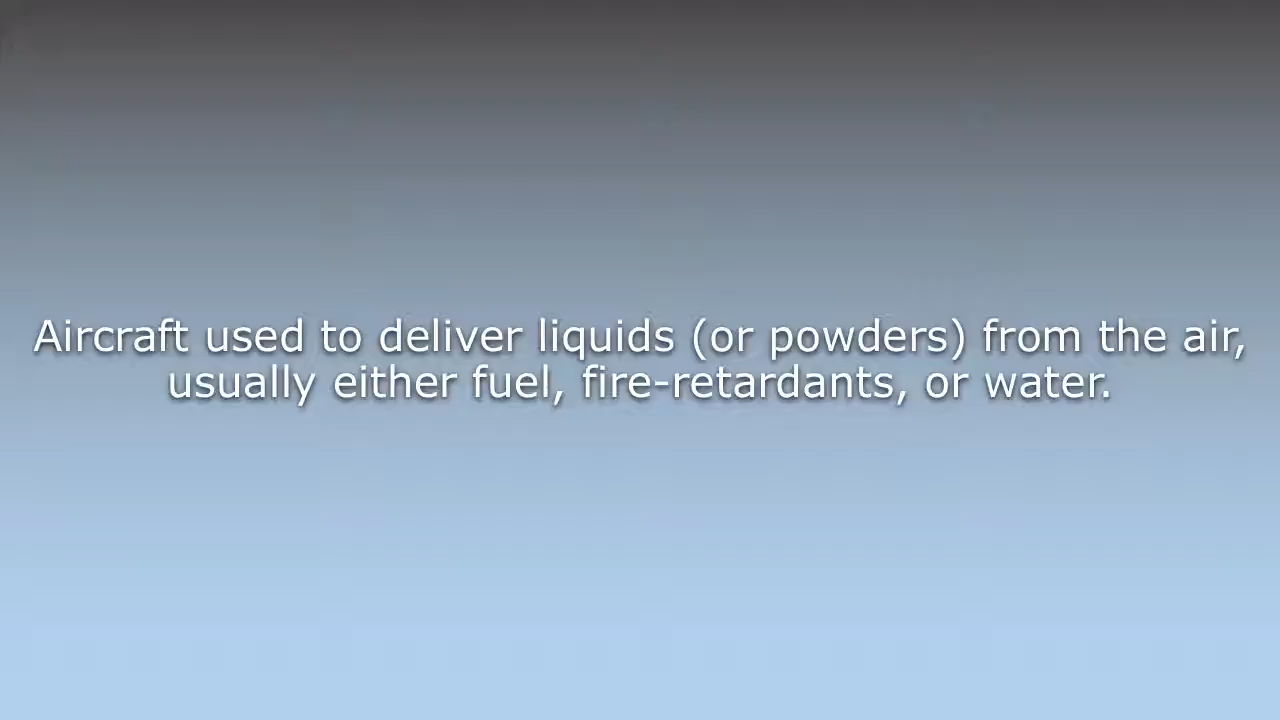 Aircraft used to deliver liquids (or powders) from the air,
usually either fuel, fire-retardants, or water.